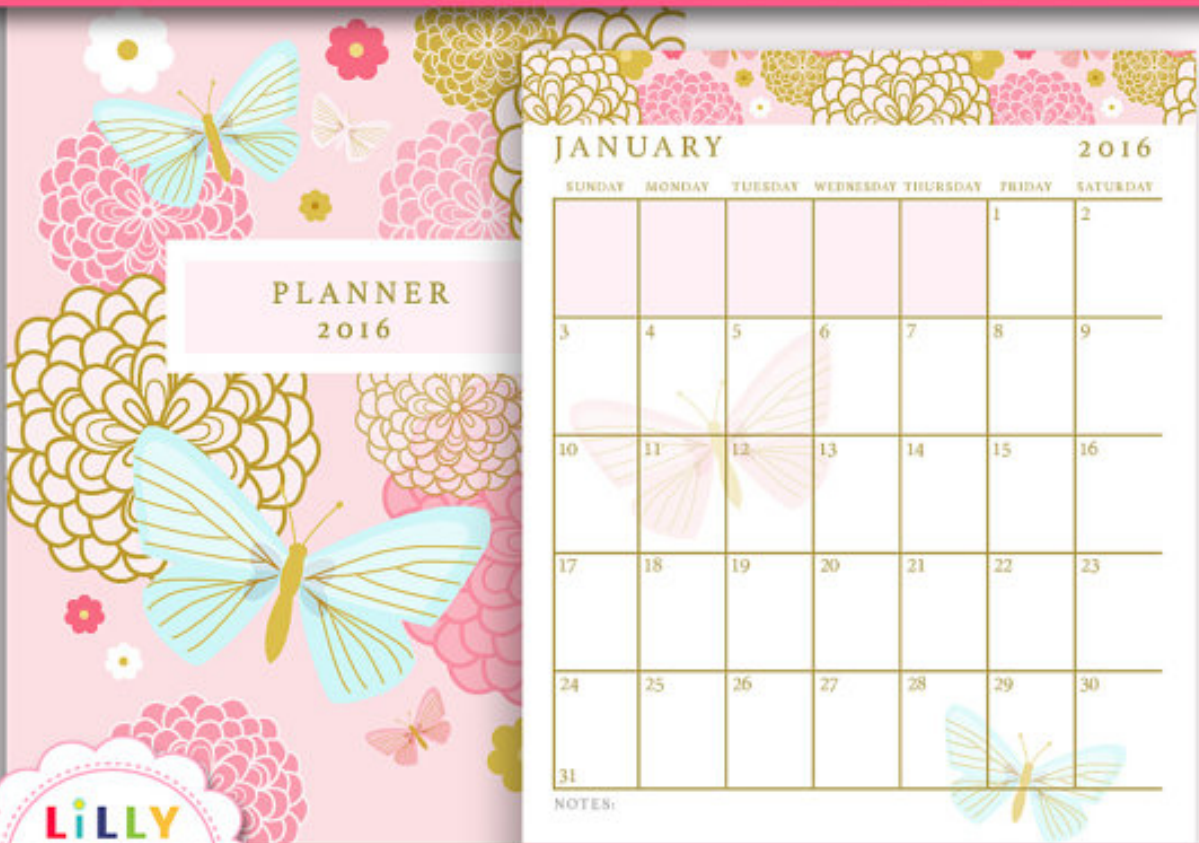 PLANNER
2016
LiLLY
JANUARY 2016
SUNDAY MONDAY TUESDAY WEDNESDAY THURSDAY FRIDAY SATURDAY
1 2
3 4 5 6 7 8 9
10 11 12 13 14 15 16
17 18 19 20 21 22 23
24 25 26 27 28 29 30
31
NOTES: